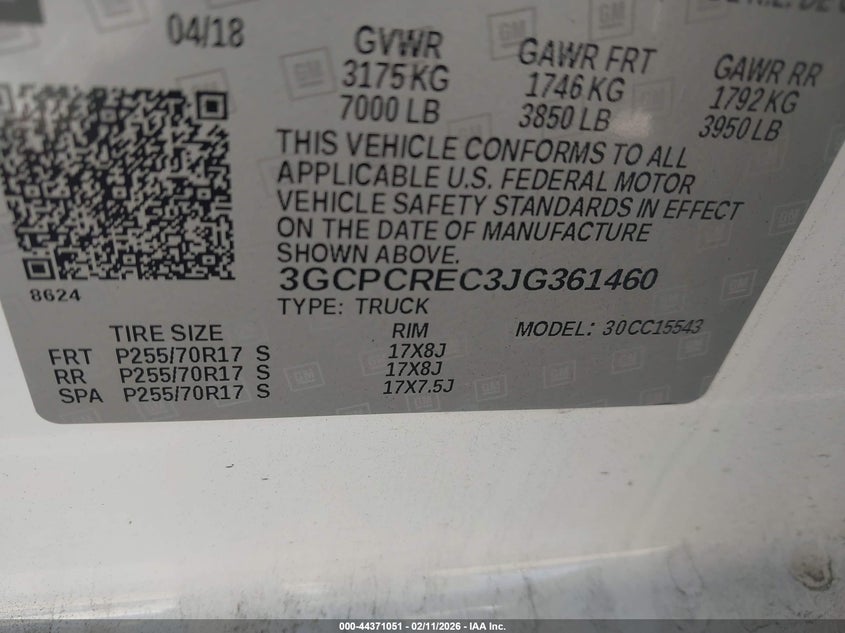 04/18
GVWR
3175 KG
7000 LB
GAWR FRT
1746 KG
3850 LB
GAWR RR
1792 KG
3950 LB
THIS VEHICLE CONFORMS TO ALL
APPLICABLE U.S. FEDERAL MOTOR
VEHICLE SAFETY STANDARDS IN EFFECT
ON THE DATE OF MANUFACTURE
SHOWN ABOVE.
3GCPCREC3JG361460
TYPE: TRUCK
8624
MODEL: 30CC15543
TIRE SIZE RIM
FRT P255/70R17 S 17X8J
RR P255/70R17 S 17X8J
SPA P255/70R17 S 17X7.5J
000-44371051 - 02/11/2026 - IAA Inc.